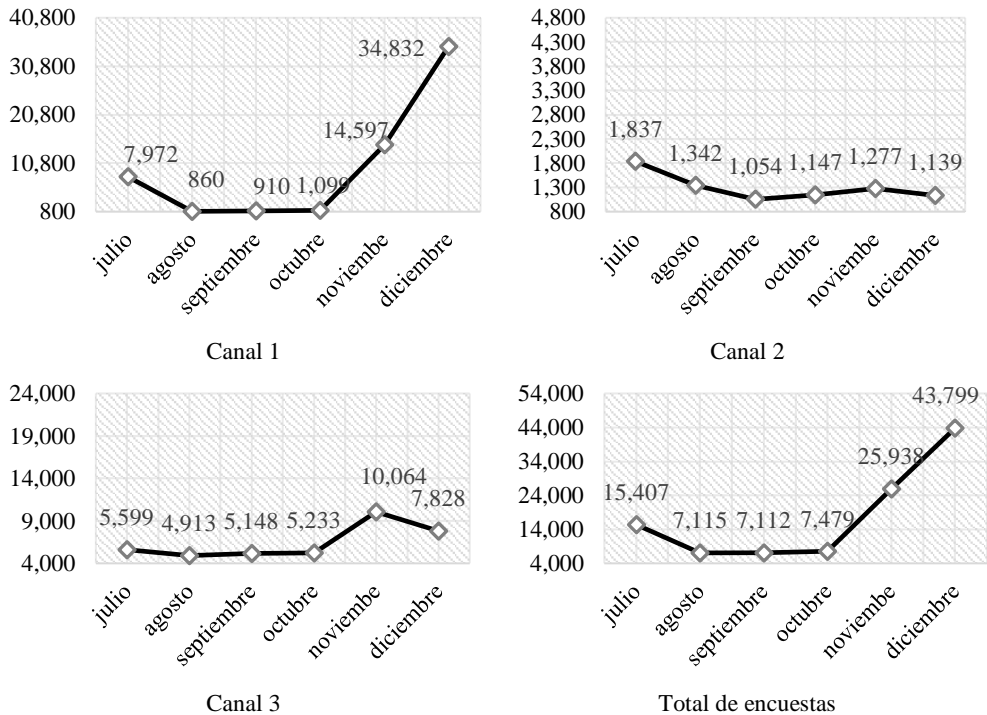 40,800
30,800
20,800
10,800
800
7,972
860
910
1,099
14,597
34,832
julio
agosto
septiembre
octubre
noviembe
diciembre
Canal 1
4,800
4,300
3,800
3,300
2,800
2,300
1,800
1,300
800
1,837
1,342
1,054
1,147
1,277
1,139
julio
agosto
septiembre
octubre
noviembe
diciembre
Canal 2
24,000
19,000
14,000
9,000
4,000
5,599
4,913
5,148
5,233
10,064
7,828
julio
agosto
septiembre
octubre
noviembe
diciembre
Canal 3
54,000
44,000
34,000
24,000
14,000
4,000
15,407
7,115
7,112
7,479
25,938
43,799
julio
agosto
septiembre
octubre
noviembe
diciembre
Total de encuestas